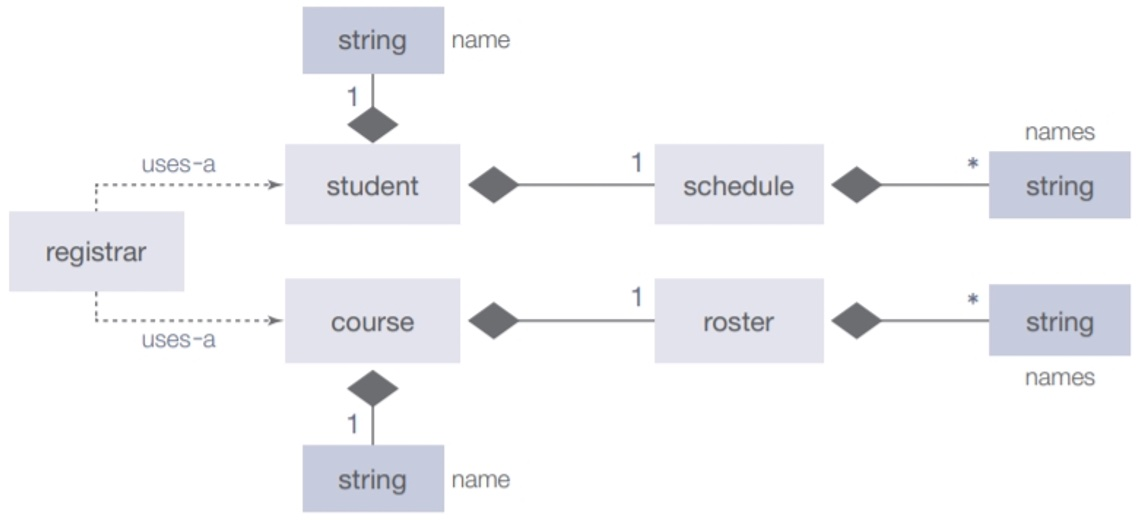 string name
1
names
uses-a
student
1
schedule
*
string
registrar
course
1
roster
*
string
uses-a
names
1
string name